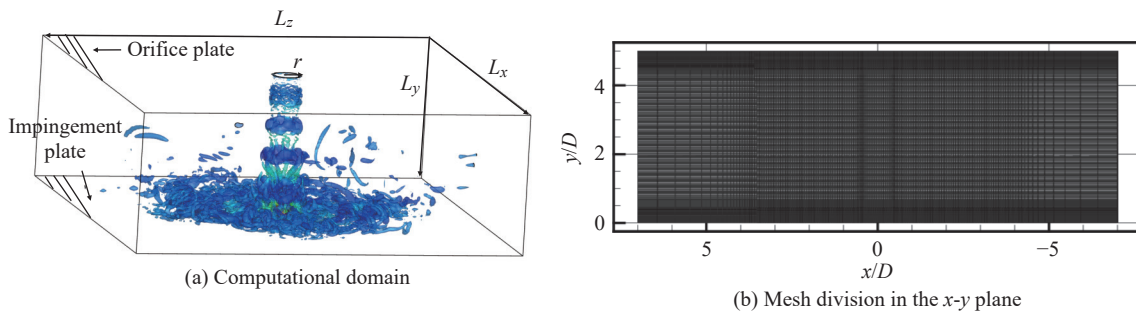 L_z
Orifice plate
r
L_x
L_y
Impingement
plate
(a) Computational domain
y/D
4
2
0
5
0
−5
x/D
(b) Mesh division in the x-y plane